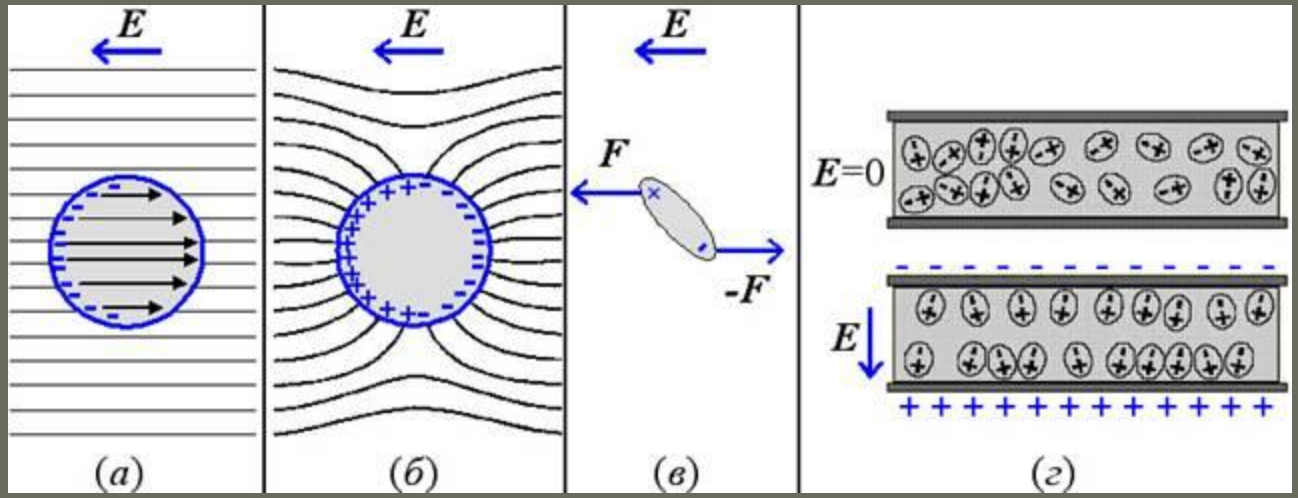 E
E
E
F
-F
E=0
- - - - - - - - - - - -
E
+ + + + + + + + + + + +
(а)
(б)
(в)
(г)